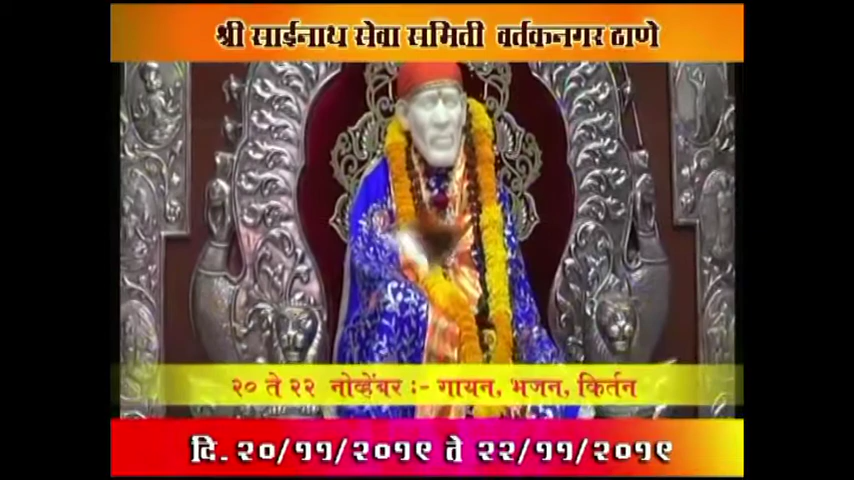 श्री साईनाथ सेवा समिती वर्तकनगर ठाणे
२० ते २२ नोव्हेंबर :- गायन, भजन, किर्तन
दि. २०/११/२०१९ ते २२/११/२०१९